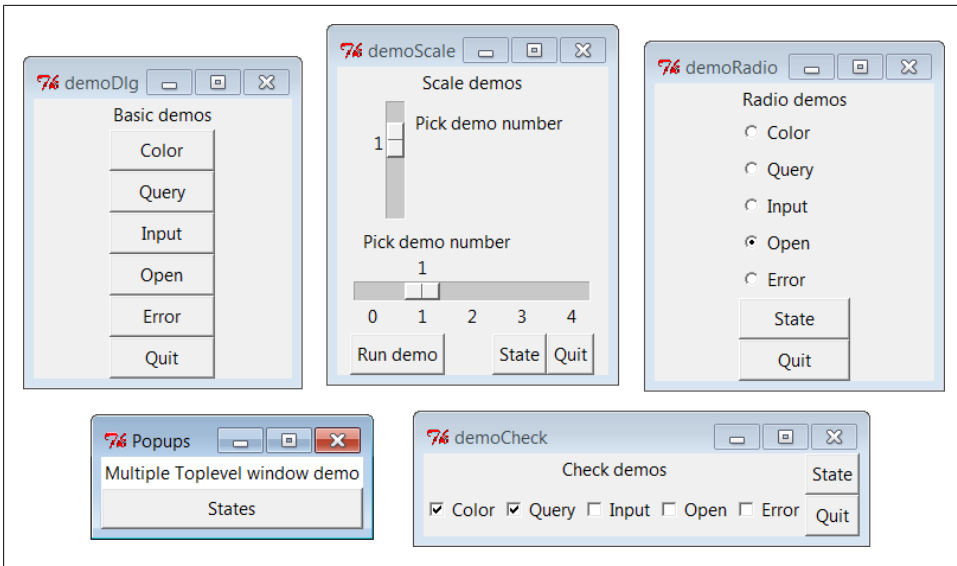 demoDlg
Basic demos
Color
Query
Input
Open
Error
Quit
demoScale
Scale demos
Pick demo number
1
Pick demo number
1
0 1 2 3 4
Run demo State Quit
demoRadio
Radio demos
Color
Query
Input
Open
Error
State
Quit
Popups
Multiple Toplevel window demo
States
demoCheck
Check demos
State
Color Query Input Open Error
Quit